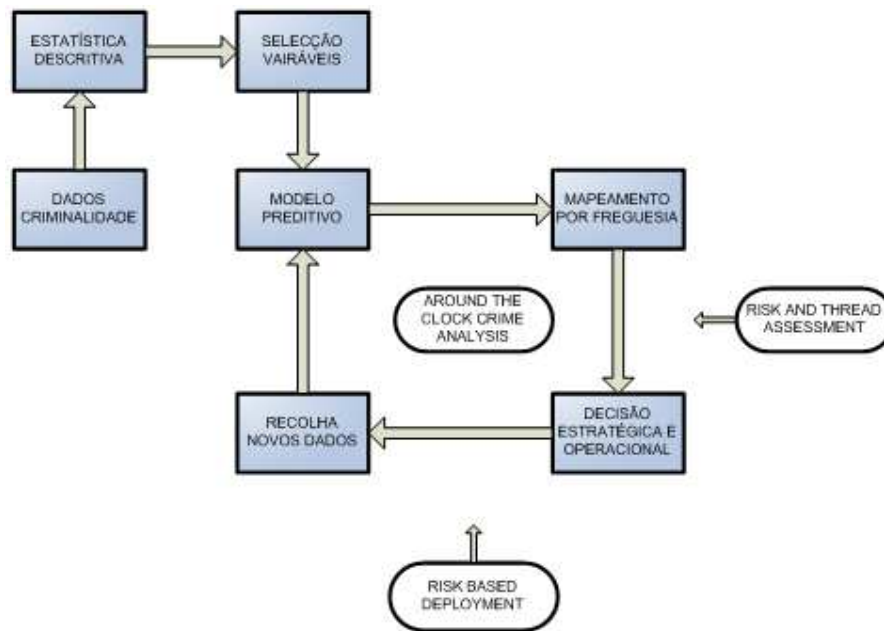 ESTATÍSTICA
DESCRITIVA
SELECÇÃO
VAIRÁVEIS
DADOS
CRIMINALIDADE
MODELO
PREDITIVO
MAPEAMENTO
POR FREGUESIA
AROUND THE
CLOCK CRIME
ANALYSIS
RISK AND THREAD
ASSESSMENT
RECOLHA
NOVOS DADOS
DECISÃO
ESTRATÉGICA E
OPERACIONAL
RISK BASED
DEPLOYMENT